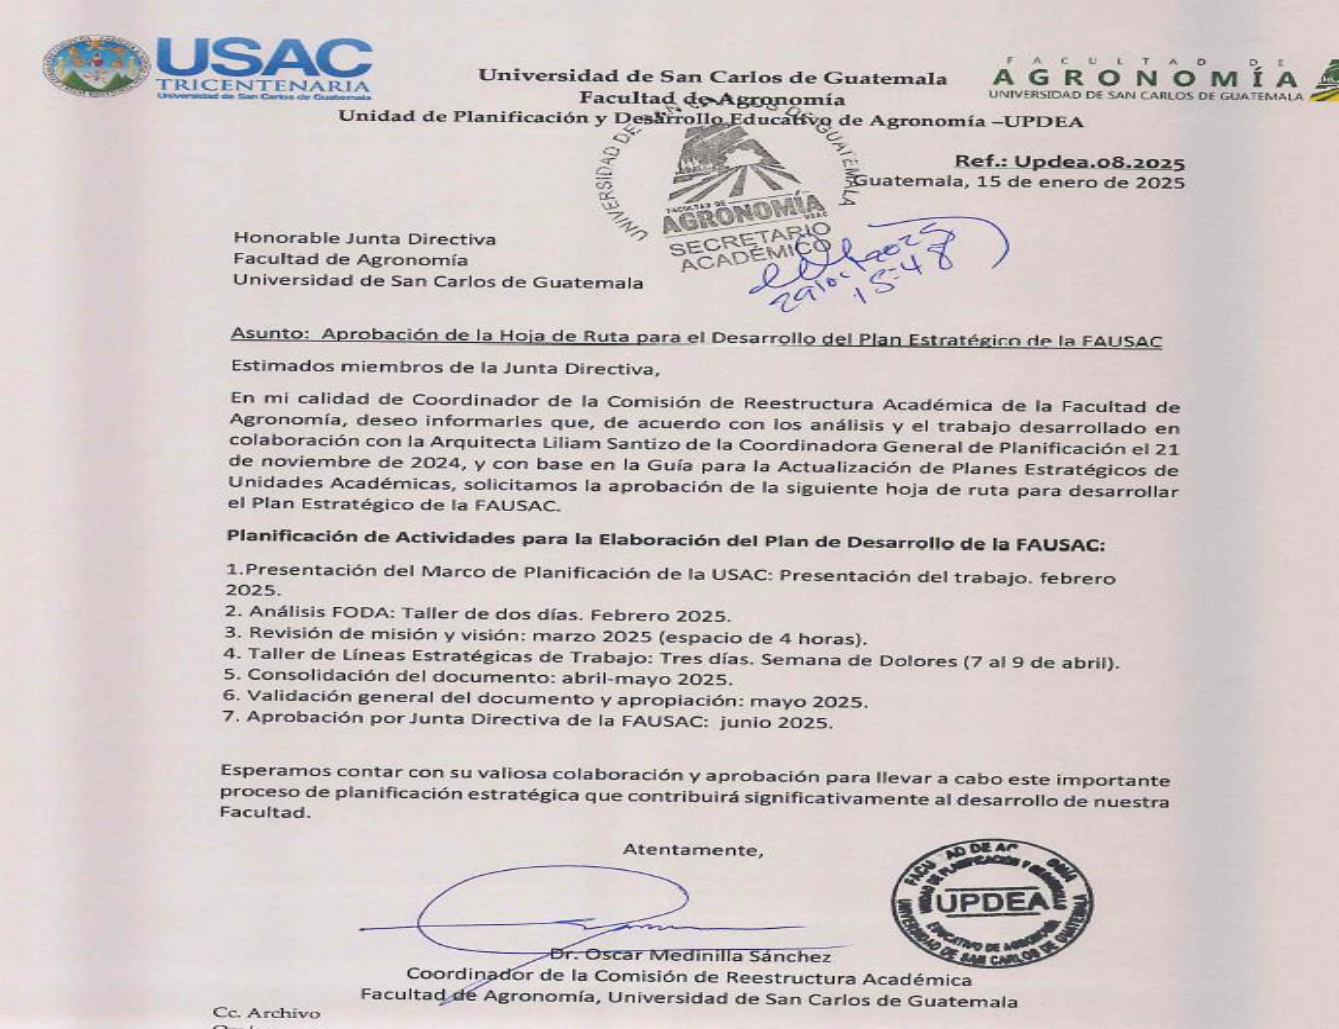 USAC
TRICENTENARIA
Universidad de San Carlos de Guatemala
FACULTAD DE
AGRONOMÍA
UNIVERSIDAD DE SAN CARLOS DE GUATEMALA
Universidad de San Carlos de Guatemala
Facultad de Agronomía
Unidad de Planificación y Desarrollo Educativo de Agronomía –UPDEA
Ref.: Updea.08.2025
Guatemala, 15 de enero de 2025
UNIVERSIDAD DE GUATEMALA
FACULTAD DE
AGRONOMÍA
USAC
SECRETARIO
ACADÉMICO
15-48
Honorable Junta Directiva
Facultad de Agronomía
Universidad de San Carlos de Guatemala
Asunto: Aprobación de la Hoja de Ruta para el Desarrollo del Plan Estratégico de la FAUSAC
Estimados miembros de la Junta Directiva,
En mi calidad de Coordinador de la Comisión de Reestructura Académica de la Facultad de
Agronomía, deseo informarles que, de acuerdo con los análisis y el trabajo desarrollado en
colaboración con la Arquitecta Liliam Santizo de la Coordinadora General de Planificación el 21
de noviembre de 2024, y con base en la Guía para la Actualización de Planes Estratégicos de
Unidades Académicas, solicitamos la aprobación de la siguiente hoja de ruta para desarrollar
el Plan Estratégico de la FAUSAC.
Planificación de Actividades para la Elaboración del Plan de Desarrollo de la FAUSAC:
1.Presentación del Marco de Planificación de la USAC: Presentación del trabajo. febrero
2025.
2. Análisis FODA: Taller de dos días. Febrero 2025.
3. Revisión de misión y visión: marzo 2025 (espacio de 4 horas).
4. Taller de Líneas Estratégicas de Trabajo: Tres días. Semana de Dolores (7 al 9 de abril).
5. Consolidación del documento: abril-mayo 2025.
6. Validación general del documento y apropiación: mayo 2025.
7. Aprobación por Junta Directiva de la FAUSAC: junio 2025.
Esperamos contar con su valiosa colaboración y aprobación para llevar a cabo este importante
proceso de planificación estratégica que contribuirá significativamente al desarrollo de nuestra
Facultad.
Atentamente,
UPDEA
EDUCATIVO DE AGRONOMÍA
UNIVERSIDAD DE SAN CARLOS DE GUATEMALA
Dr. Oscar Medinilla Sánchez
Coordinador de la Comisión de Reestructura Académica
Facultad de Agronomía, Universidad de San Carlos de Guatemala
Cc. Archivo